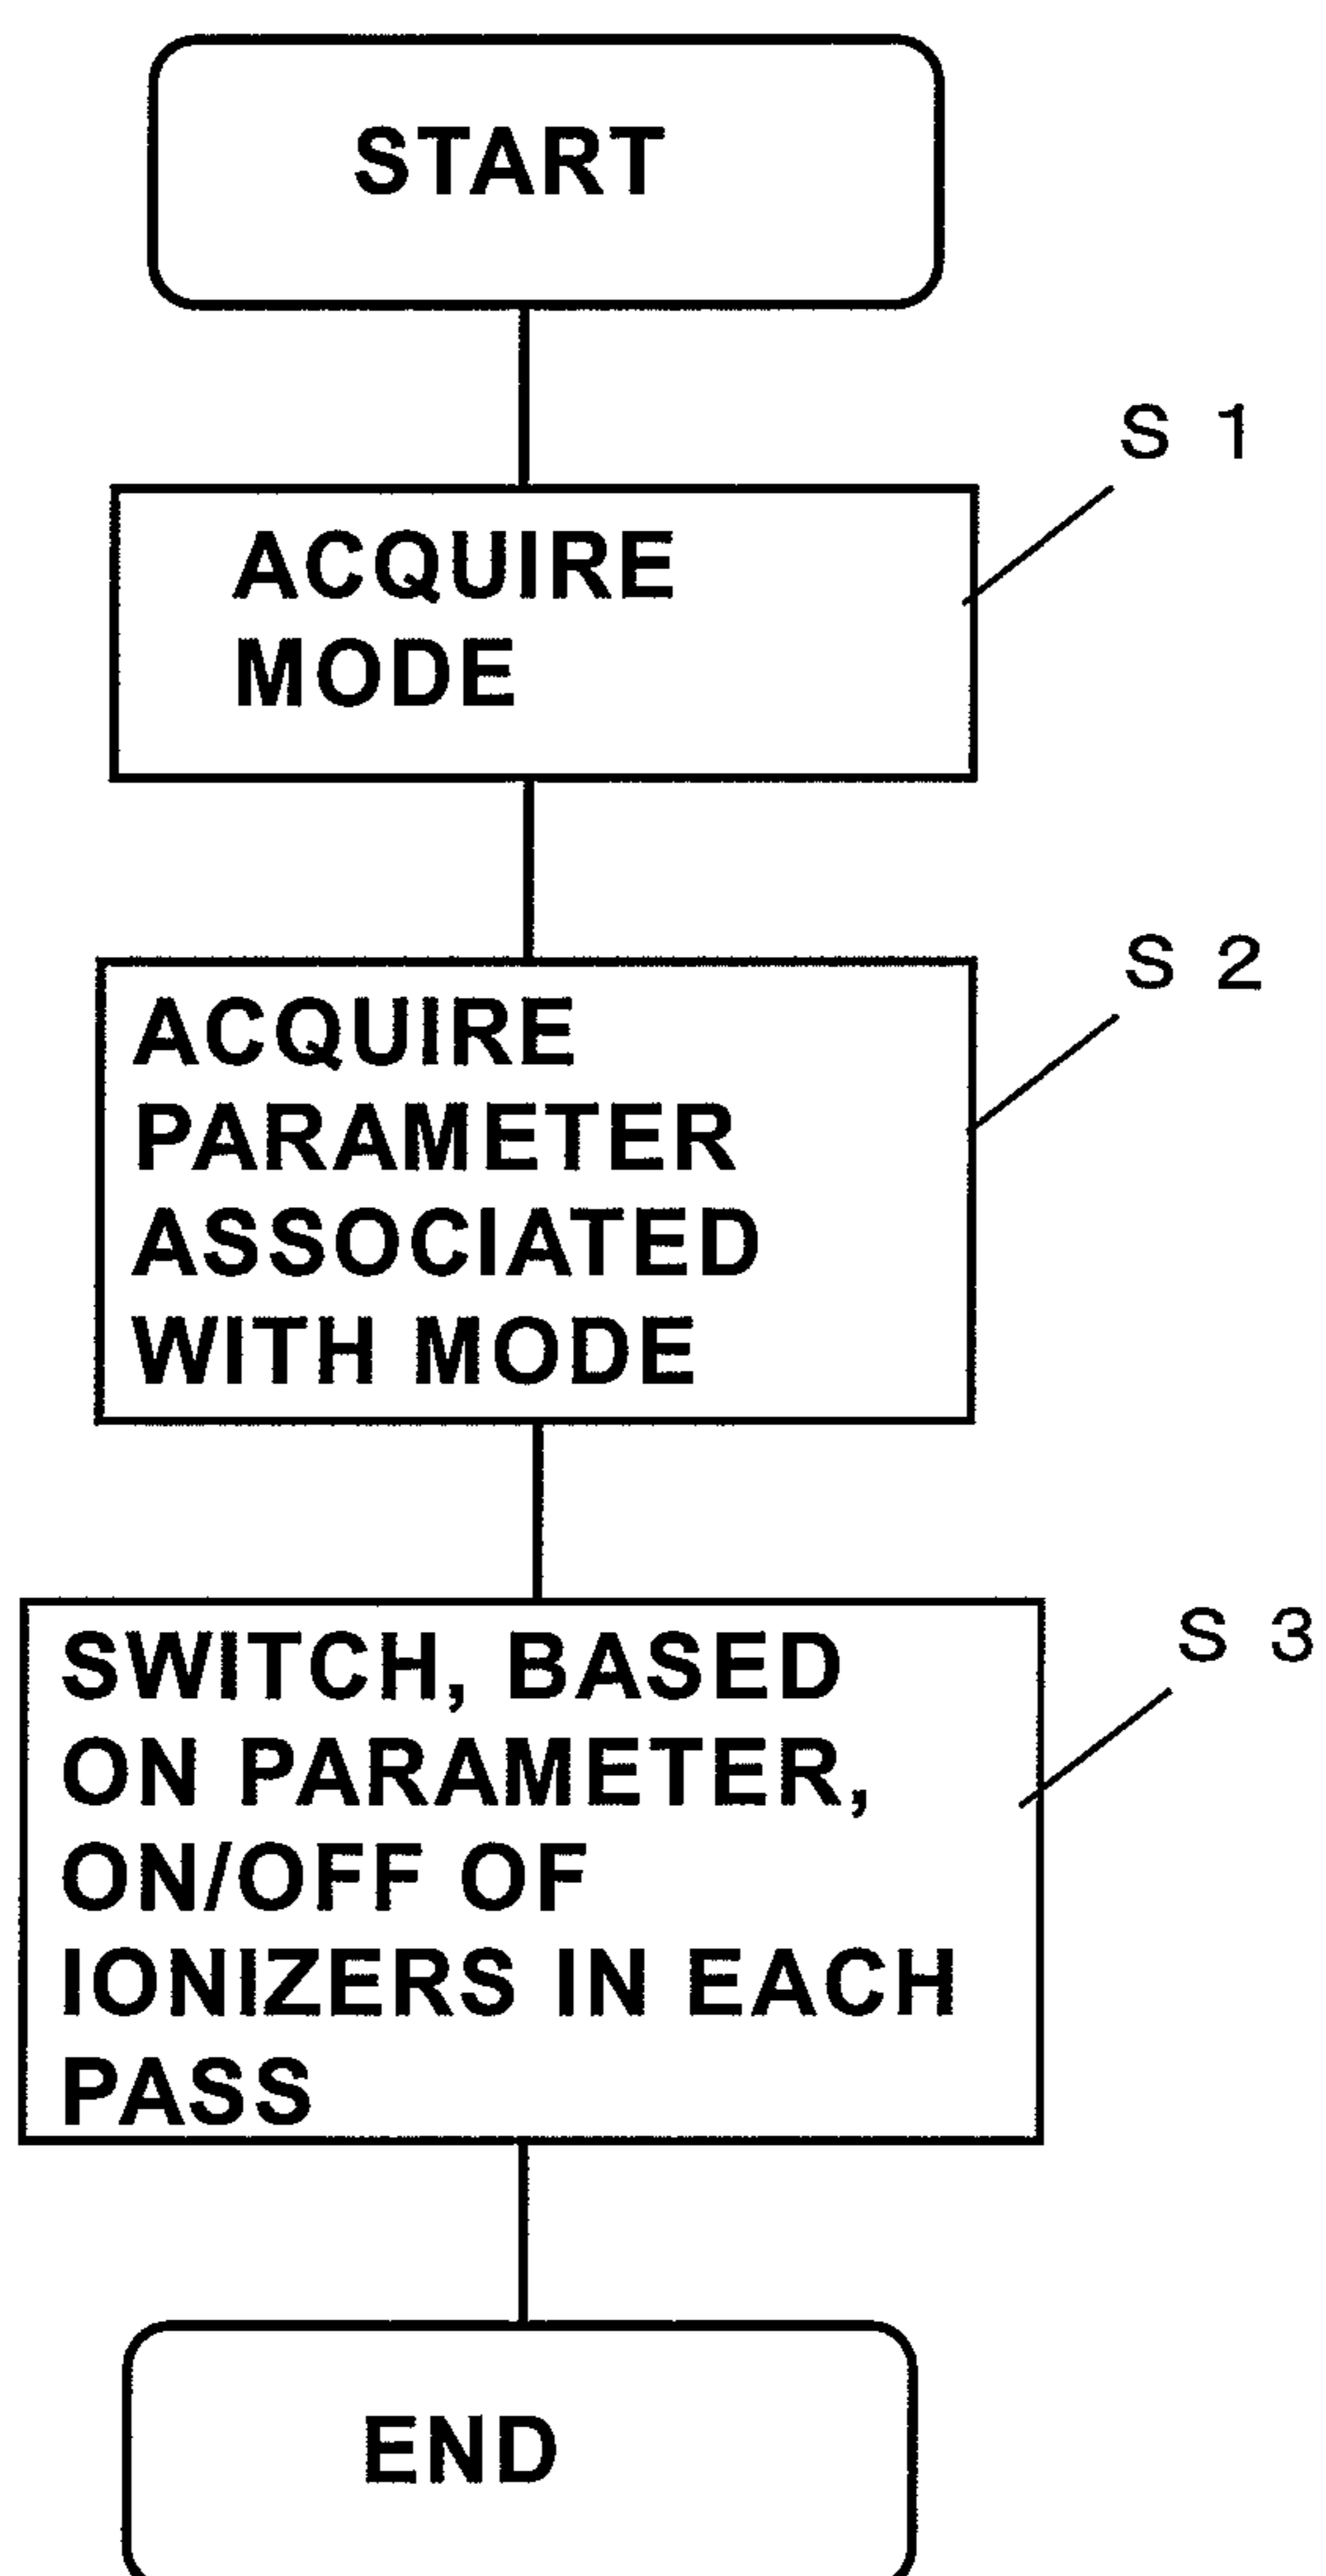 START
S 1
ACQUIRE
MODE
S 2
ACQUIRE
PARAMETER
ASSOCIATED
WITH MODE
S 3
SWITCH, BASED
ON PARAMETER,
ON/OFF OF
IONIZERS IN EACH
PASS
END